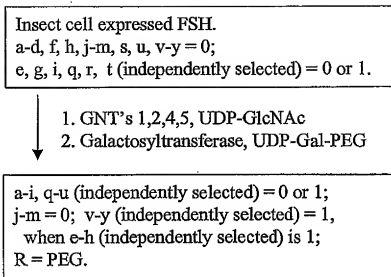 Insect cell expressed FSH.
a-d, f, h, j-m, s, u, v-y = 0;
e, g, i, q, r, t (independently selected) = 0 or 1.
1. GNT's 1,2,4,5, UDP-GlcNAc
2. Galactosyltransferase, UDP-Gal-PEG
a-i, q-u (independently selected) = 0 or 1;
j-m = 0; v-y (independently selected) = 1,
when e-h (independently selected) is 1;
R = PEG.